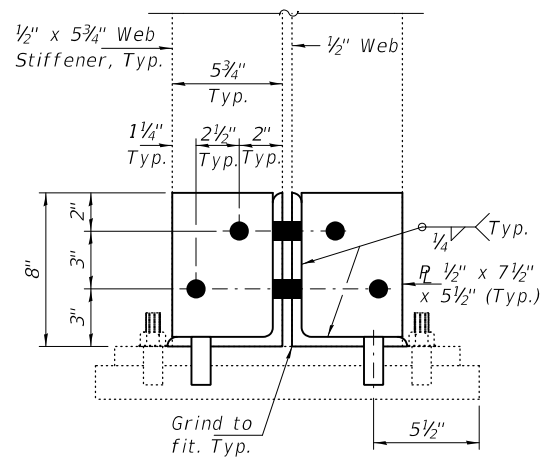 ½" x 5¾" Web
Stiffener, Typ.
½" Web
5¾"
Typ.
1¼"
Typ.
2½"
Typ.
2"
Typ.
2"
3"
3"
8"
¼
Typ.
℄ ½" x 7½"
x 5½" (Typ.)
Grind to
fit. Typ.
5½"